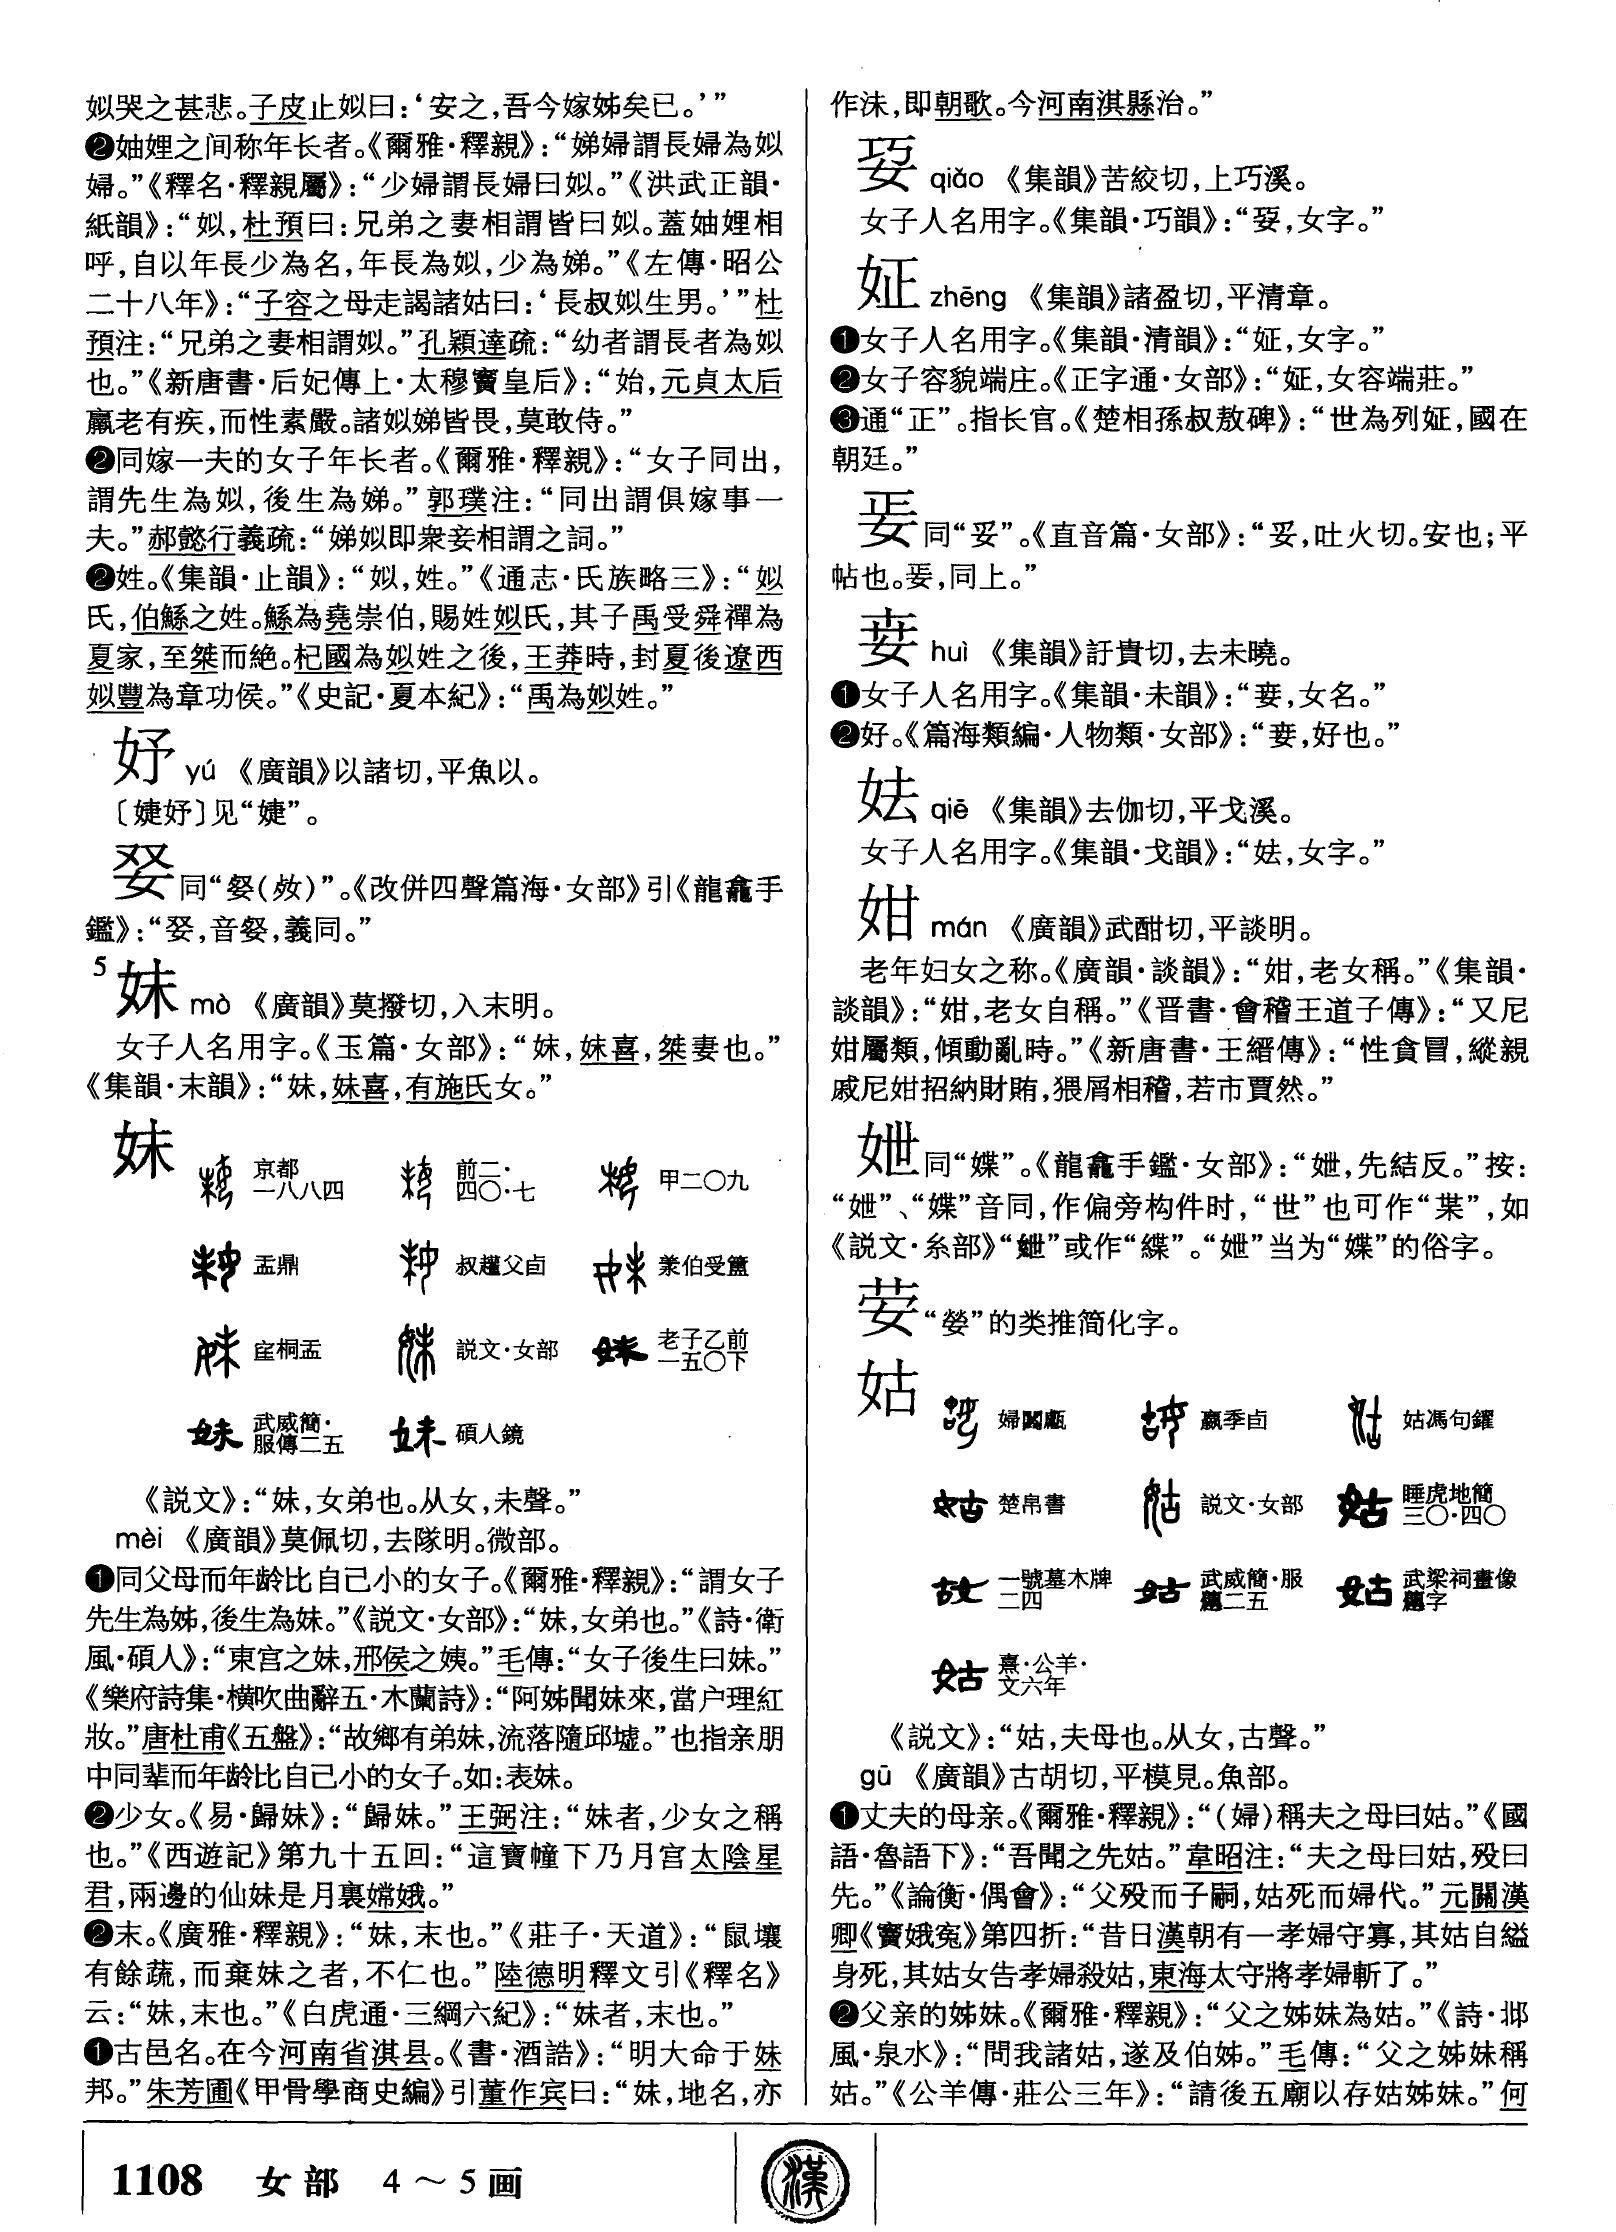 姒哭之甚悲。子皮止姒曰：‘安之，吾今嫁姊矣已。’”
❷妯娌之间称年长者。《爾雅·釋親》：“娣婦謂長婦為姒
婦。”《釋名·釋親屬》：“少婦謂長婦曰姒。”《洪武正韻·
紙韻》：“姒，杜預曰：兄弟之妻相謂皆曰姒。蓋妯娌相
呼，自以年長少為名，年長為姒，少為娣。”《左傳·昭公
二十八年》：“子容之母走謁諸姑曰：‘長叔姒生男。’”杜
預注：“兄弟之妻相謂姒。”孔穎達疏：“幼者謂長者為姒
也。”《新唐書·后妃傳上·太穆竇皇后》：“始，元貞太后
羸老有疾，而性素嚴。諸姒娣皆畏，莫敢侍。”
❷同嫁一夫的女子年长者。《爾雅·釋親》：“女子同出，
謂先生為姒，後生為娣。”郭璞注：“同出謂俱嫁事一
夫。”郝懿行義疏：“娣姒即衆妾相謂之詞。”
❷姓。《集韻·止韻》：“姒，姓。”《通志·氏族略三》：“姒
氏，伯鯀之姓。鯀為堯崇伯，賜姓姒氏，其子禹受舜禪為
夏家，至桀而絶。杞國為姒姓之後，王莽時，封夏後遼西
姒豐為章功侯。”《史記·夏本紀》：“禹為姒姓。”
妤 yú 《廣韻》以諸切，平魚以。
〔婕妤〕见“婕”。
㛐同“㛮(奻)”。《改併四聲篇海·女部》引《龍龕手
鑑》：“㛐，音㛮，義同。”
5
妺 mò 《廣韻》莫撥切，入末明。
女子人名用字。《玉篇·女部》：“妺，妺喜，桀妻也。”
《集韻·末韻》：“妺，妺喜，有施氏女。”
妹
京都一八八四 前二·四〇·七 甲二〇九
盂鼎 叔趯父卣 㒸伯受簠
窐桐盂 説文·女部 老子乙前一五〇下
武威簡·服傳二五 碩人鏡
《説文》：“妹，女弟也。从女，未聲。”
mèi 《廣韻》莫佩切，去隊明。微部。
❶同父母而年龄比自己小的女子。《爾雅·釋親》：“謂女子
先生為姊，後生為妹。”《説文·女部》：“妹，女弟也。”《詩·衛
風·碩人》：“東宫之妹，邢侯之姨。”毛傳：“女子後生曰妹。”
《樂府詩集·横吹曲辭五·木蘭詩》：“阿姊聞妹來，當户理紅
妝。”唐杜甫《五盤》：“故鄉有弟妹，流落隨邱墟。”也指亲朋
中同辈而年龄比自己小的女子。如：表妹。
❷少女。《易·歸妹》：“歸妹。”王弼注：“妹者，少女之稱
也。”《西遊記》第九十五回：“這寶幢下乃月宫太陰星
君，兩邊的仙妹是月裏嫦娥。”
❷末。《廣雅·釋親》：“妹，末也。”《莊子·天道》：“鼠壤
有餘蔬，而棄妹之者，不仁也。”陸德明釋文引《釋名》
云：“妹，末也。”《白虎通·三綱六紀》：“妹者，末也。”
❶古邑名。在今河南省淇县。《書·酒誥》：“明大命于妹
邦。”朱芳圃《甲骨學商史編》引董作宾曰：“妹，地名，亦
作沬，即朝歌。今河南淇縣治。”
㚽 qiǎo 《集韻》苦絞切，上巧溪。
女子人名用字。《集韻·巧韻》：“㚽，女字。”
姃 zhēng 《集韻》諸盈切，平清章。
❶女子人名用字。《集韻·清韻》：“姃，女字。”
❷女子容貌端庄。《正字通·女部》：“姃，女容端莊。”
❸通“正”。指长官。《楚相孫叔敖碑》：“世為列姃，國在
朝廷。”
同“妥”。《直音篇·女部》：“妥，吐火切。安也；平
帖也。，同上。”
huì 《集韻》訏貴切，去未曉。
❶女子人名用字。《集韻·未韻》：“，女名。”
❷好。《篇海類編·人物類·女部》：“，好也。”
㚢 qiē 《集韻》去伽切，平戈溪。
女子人名用字。《集韻·戈韻》：“，女字。”
姏 mán 《廣韻》武酣切，平談明。
老年妇女之称。《廣韻·談韻》：“姏，老女稱。”《集韻·
談韻》：“姏，老女自稱。”《晋書·會稽王道子傳》：“又尼
姏屬類，傾動亂時。”《新唐書·王縉傳》：“性貪冒，縱親
戚尼姏招納財賄，猥屑相稽，若市賈然。”
㚲同“媟”。《龍龕手鑑·女部》：“㚲，先結反。”按：
“㚲”、“媟”音同，作偏旁构件时，“世”也可作“枼”，如
《説文·糸部》“紲”或作“緤”。“㚲”当为“媟”的俗字。
“嫈”的类推简化字。
姑
婦甗 嬴季卣 姑馮句鑃
楚帛書 説文·女部 睡虎地簡三〇·四〇
一號墓木牌二四 武威簡·服傳二五 武梁祠畫像題字
熹·公羊·文六年
《説文》：“姑，夫母也。从女，古聲。”
gū 《廣韻》古胡切，平模見。魚部。
❶丈夫的母亲。《爾雅·釋親》：“(婦)稱夫之母曰姑。”《國
語·魯語下》：“吾聞之先姑。”韋昭注：“夫之母曰姑，殁曰
先。”《論衡·偶會》：“父殁而子嗣，姑死而婦代。”元關漢
卿《竇娥冤》第四折：“昔日漢朝有一孝婦守寡，其姑自縊
身死，其姑女告孝婦殺姑，東海太守將孝婦斬了。”
❷父亲的姊妹。《爾雅·釋親》：“父之姊妹為姑。”《詩·邶
風·泉水》：“問我諸姑，遂及伯姊。”毛傳：“父之姊妹稱
姑。”《公羊傳·莊公三年》：“請後五廟以存姑姊妹。”何
1108 女部 4～5画
漢